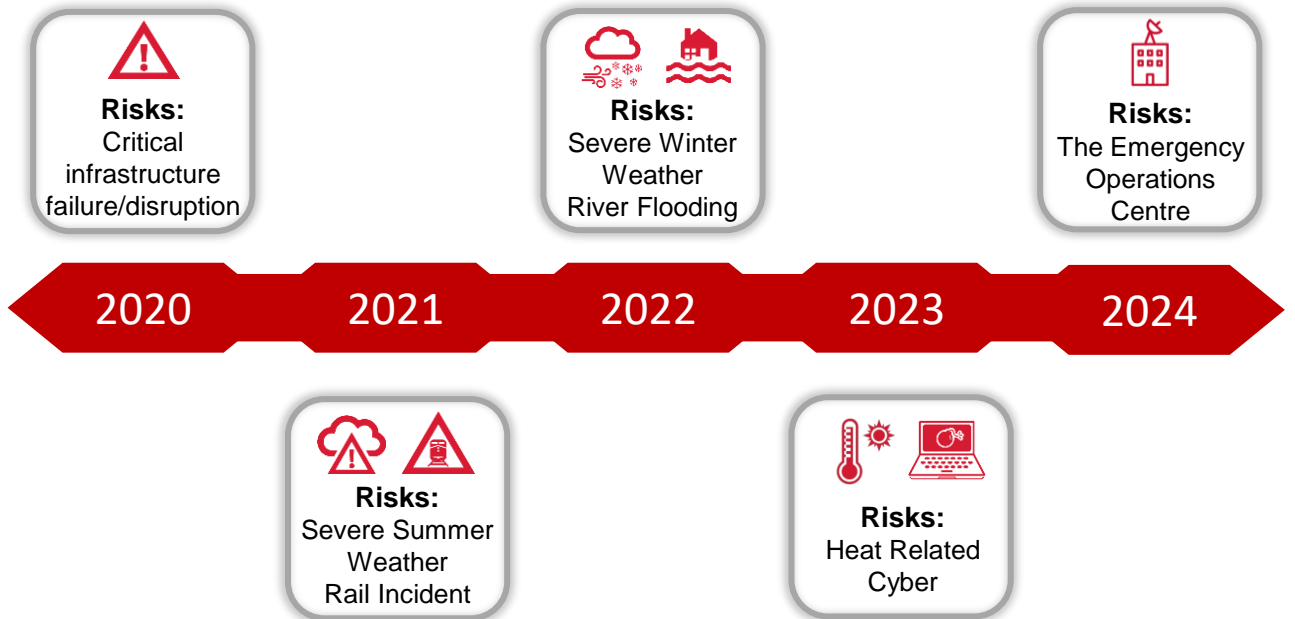 Risks:
Critical
infrastructure
failure/disruption
Risks:
Severe Winter
Weather
River Flooding
Risks:
The Emergency
Operations
Centre
2020
2021
2022
2023
2024
Risks:
Severe Summer
Weather
Rail Incident
Risks:
Heat Related
Cyber